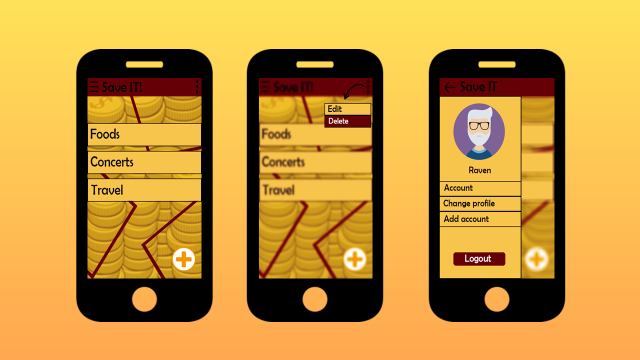 Save IT!
Foods
Concerts
Travel
Save IT!
Edit
Delete
Foods
Concerts
Travel
Save IT
Raven
Account
Change profile
Add account
Logout